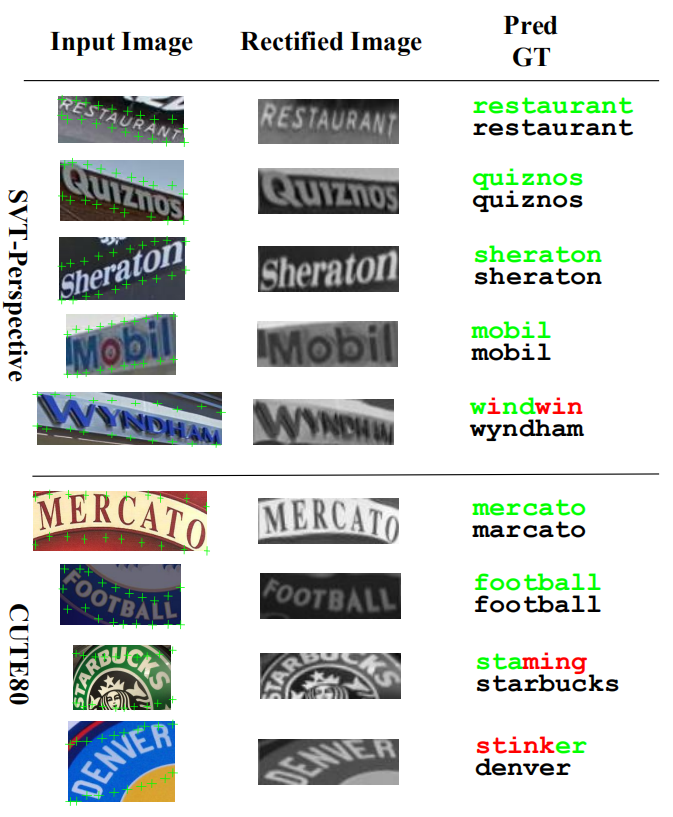 Input Image Rectified Image Pred
GT
SVT-Perspective
RESTAURANT RESTAURANT restaurant
restaurant
Quiznos Quiznos quiznos
quiznos
Sheraton Sheraton sheraton
sheraton
Mobil Mobil mobil
mobil
WYNDHAM WYNDHAM windwin
wyndham
CUTE80
MERCATO MERCATO mercato
marcato
FOOTBALL FOOTBALL football
football
STARBUCKS STARBUCKS staming
starbucks
DENVER DENVER stinker
denver